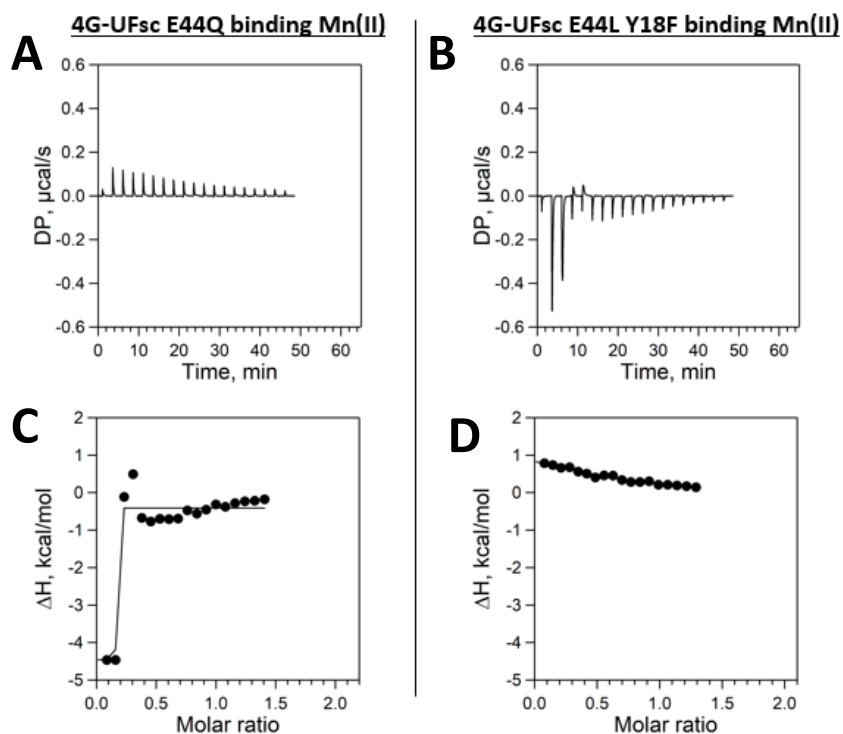 4G-UFsc E44Q binding Mn(II)
4G-UFsc E44L Y18F binding Mn(II)
A
0.6
0.4
0.2
0.0
-0.2
-0.4
-0.6
DP, µcal/s
0 10 20 30 40 50 60
Time, min
B
0.6
0.4
0.2
0.0
-0.2
-0.4
-0.6
DP, µcal/s
0 10 20 30 40 50 60
Time, min
C
2
1
0
-1
-2
-3
-4
-5
ΔH, kcal/mol
0.0 0.5 1.0 1.5 2.0
Molar ratio
D
2
1
0
-1
-2
-3
-4
-5
ΔH, kcal/mol
0.0 0.5 1.0 1.5 2.0
Molar ratio